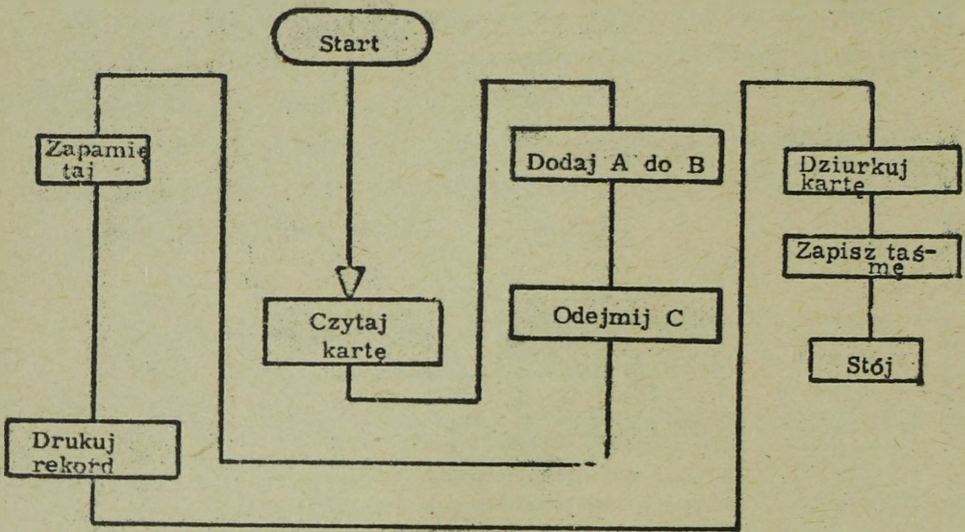 Start
Czytaj
kartę
Dodaj A do B
Odejmij C
Zapamię
taj
Drukuj
rekord
Dziurkuj
kartę
Zapisz taś-
mę
Stój